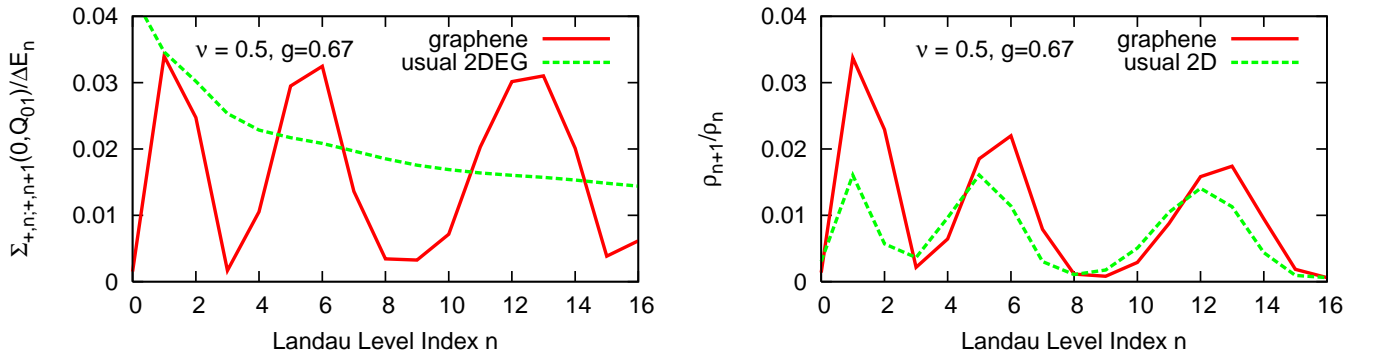 Σ+,n;+,n+1(0,Q01)/ΔEn
0.04
0.03
0.02
0.01
0
ν = 0.5, g=0.67
graphene
usual 2DEG
0 2 4 6 8 10 12 14 16
Landau Level Index n
ρn+1/ρn
0.04
0.03
0.02
0.01
0
ν = 0.5, g=0.67
graphene
usual 2D
0 2 4 6 8 10 12 14 16
Landau Level Index n